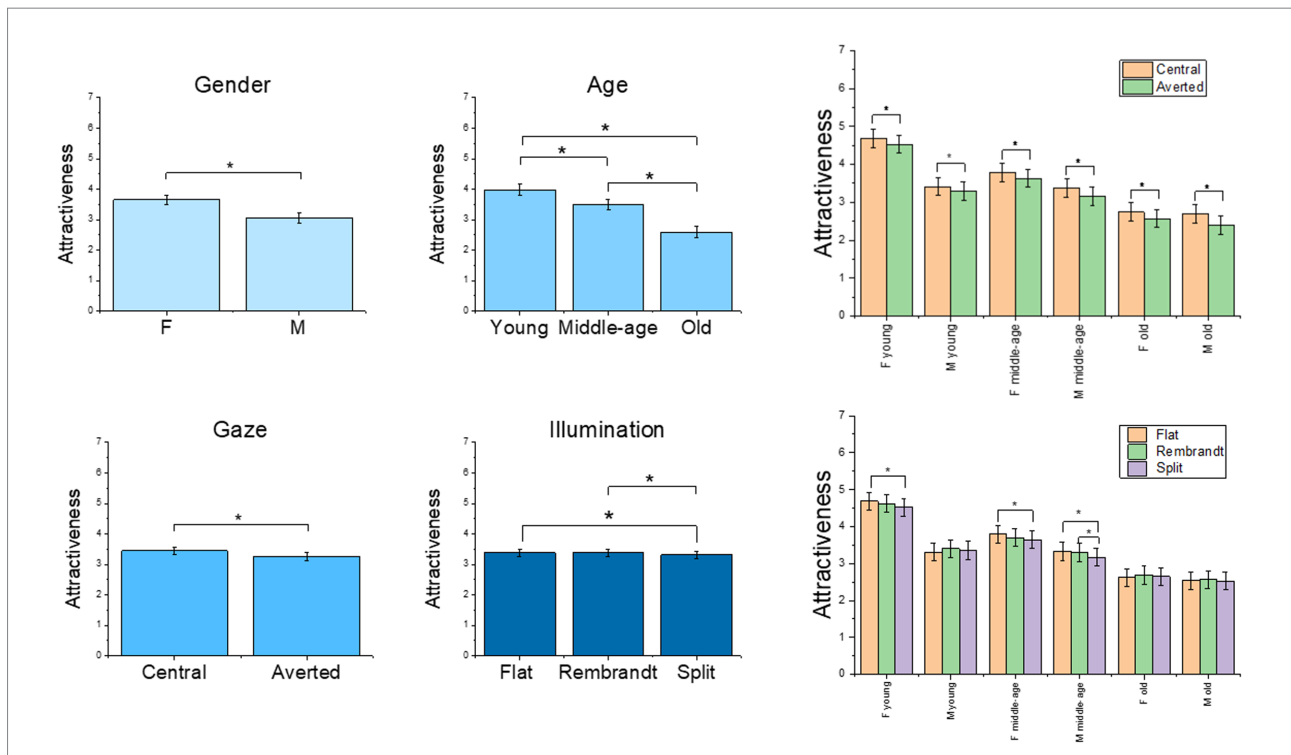 Gender
Attractiveness
7
6
5
4
3
2
1
0
*
F M
Age
Attractiveness
7
6
5
4
3
2
1
0
*
* *
Young Middle-age Old
Central
Averted
Attractiveness
7
6
5
4
3
2
1
0
* * * * * *
F young
M young
F middle-age
M middle-age
F old
M old
Gaze
Attractiveness
7
6
5
4
3
2
1
0
*
Central Averted
Illumination
Attractiveness
7
6
5
4
3
2
1
0
*
*
Flat Rembrandt Split
Flat
Rembrandt
Split
Attractiveness
7
6
5
4
3
2
1
0
* * * *
F young
M young
F middle-age
M middle-age
F old
M old